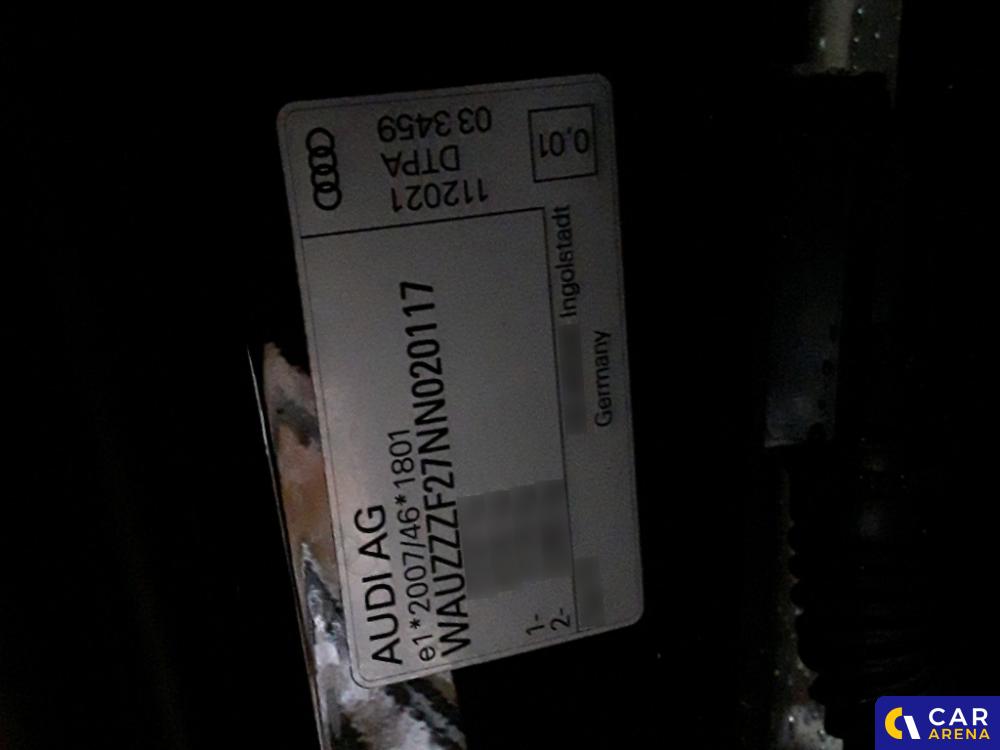 AUDI AG
e1*2007/46*1801
WAUZZZF27NN020117
1-
2-
Ingolstadt
Germany
112021
DTPA
03 3459
0,01
CAR
ARENA